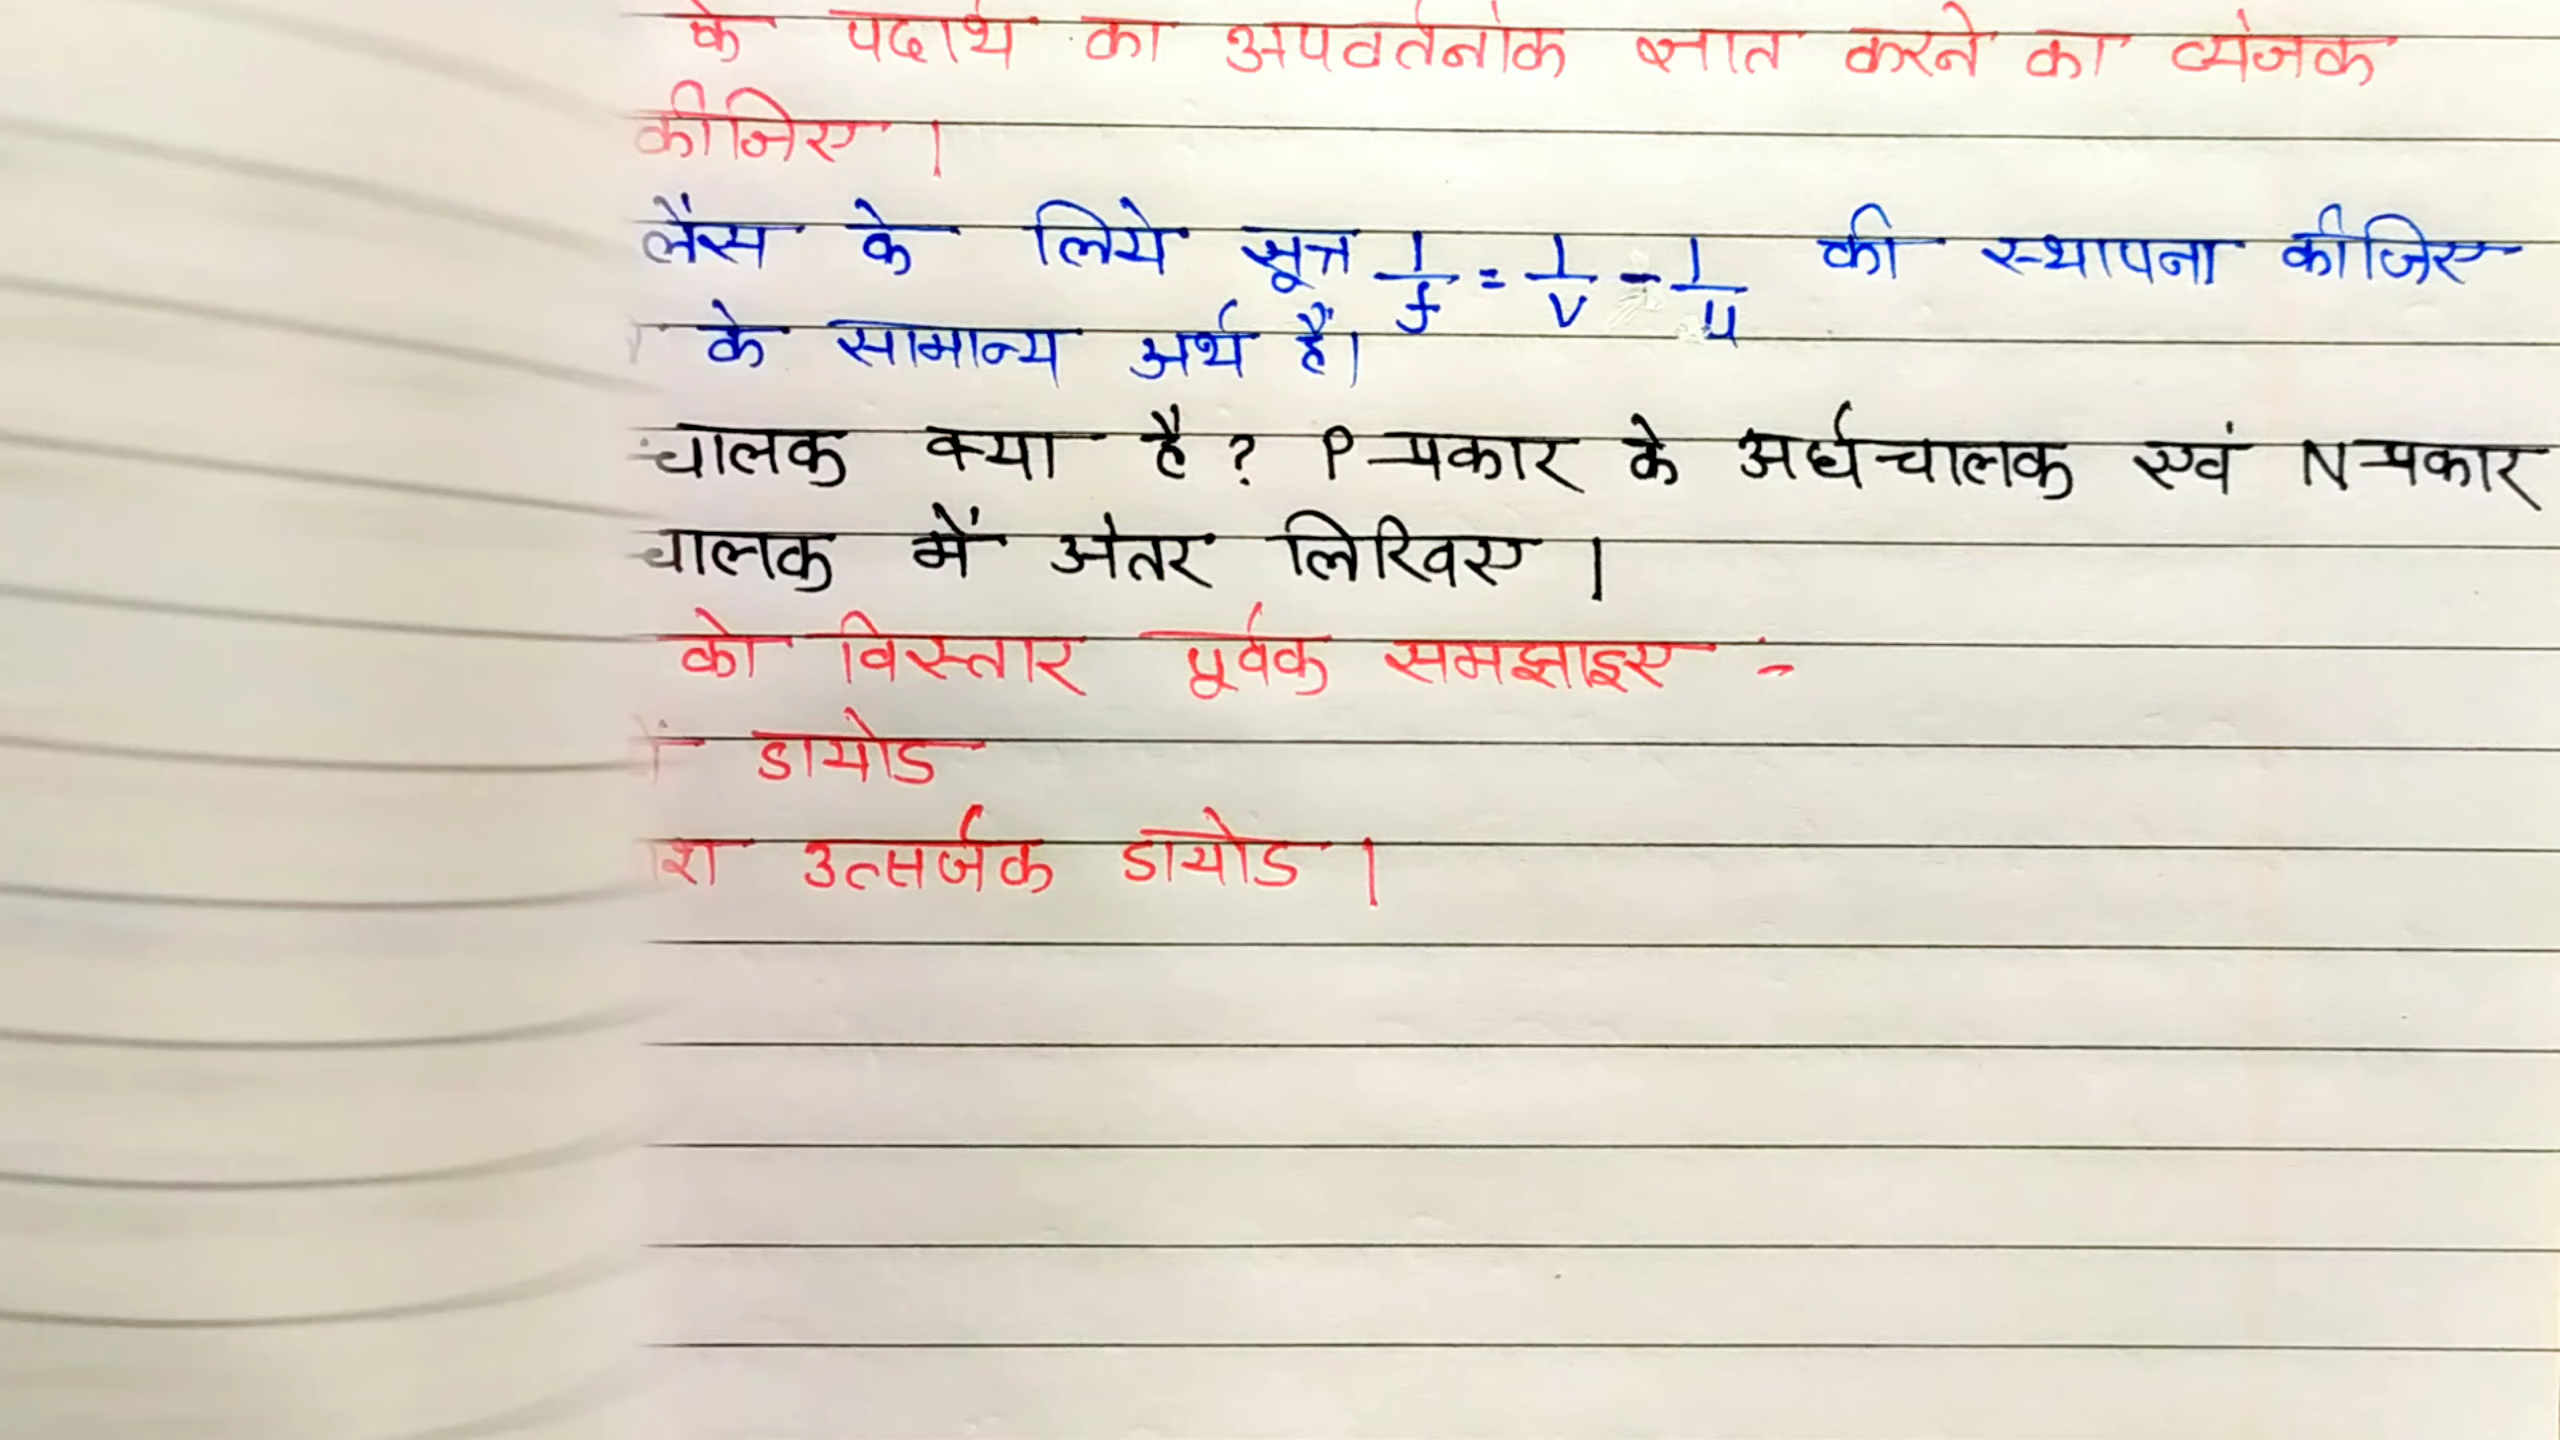 के पदार्थ का अपवर्तनांक ज्ञात करने का व्यंजक
कीजिए ।
लेंस के लिये सूत्र 1/f = 1/v - 1/u की स्थापना कीजिए
के सामान्य अर्थ हैं।
चालक क्या है ? P-प्रकार के अर्धचालक एवं N-प्रकार
चालक में अंतर लिखिए ।
को विस्तार पूर्वक समझाइए :-
डायोड
श उत्सर्जक डायोड ।